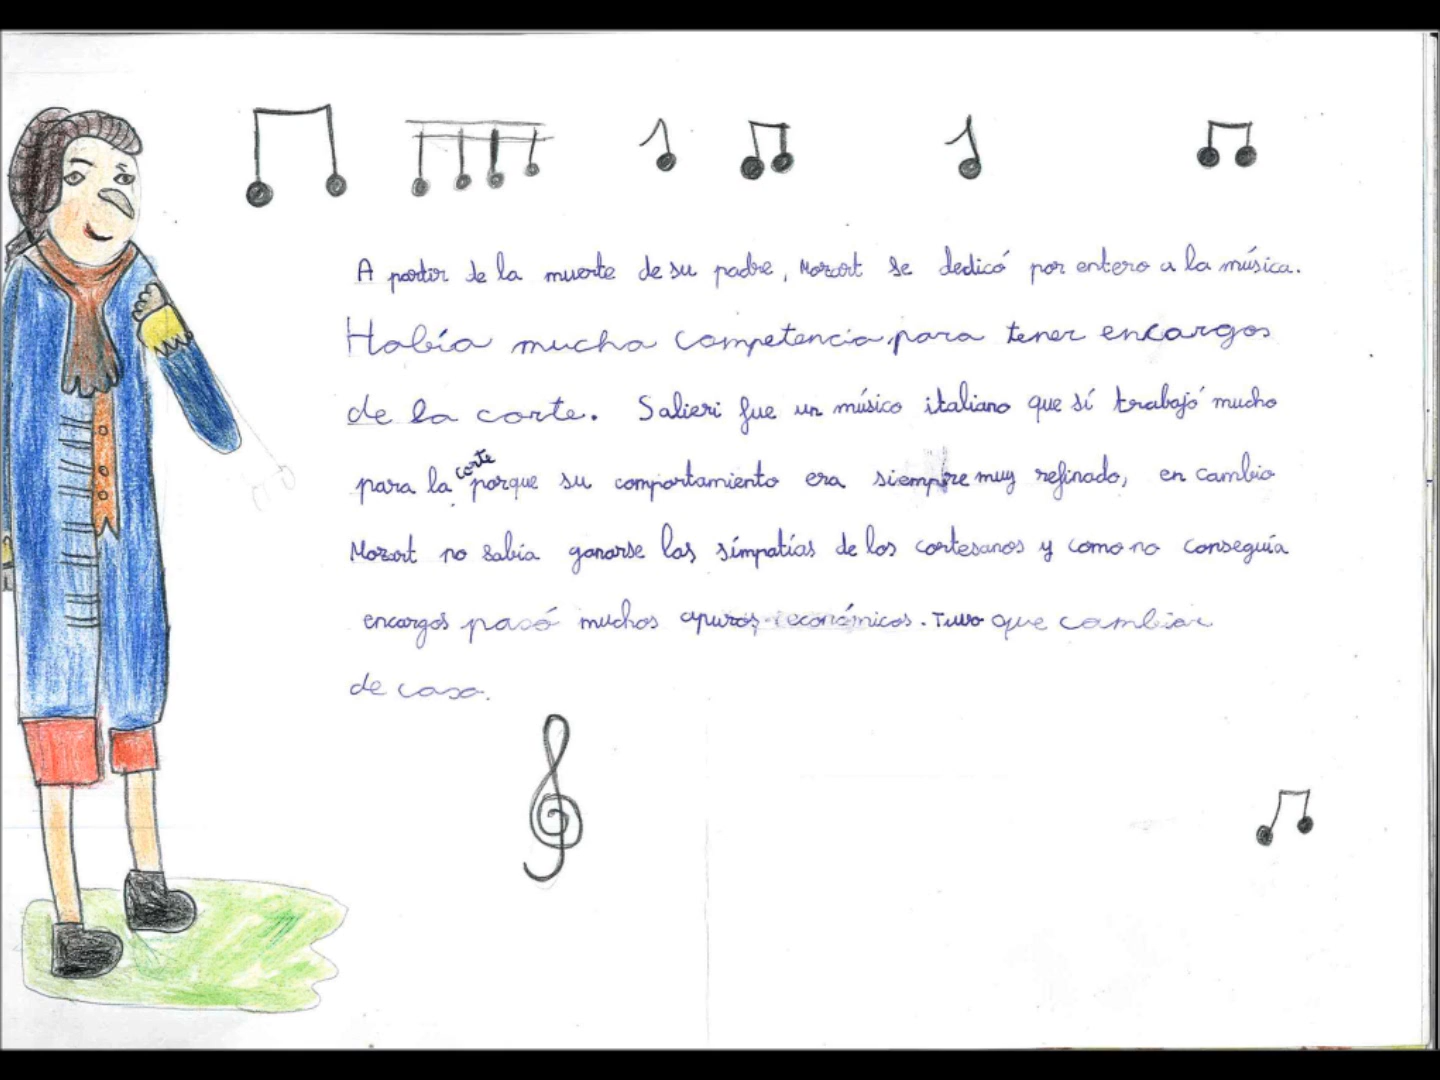 A partir de la muerte de su padre, Mozart se dedicó por entero a la música.
Había mucha competencia para tener encargos
de la corte. Salieri fue un músico italiano que sí trabajó mucho
para la corte porque su comportamiento era siempre muy refinado, en cambio
Mozart no sabía ganarse las simpatías de los cortesanos y como no conseguía
encargos pasó muchos apuros económicos. Tuvo que cambiar
de casa.